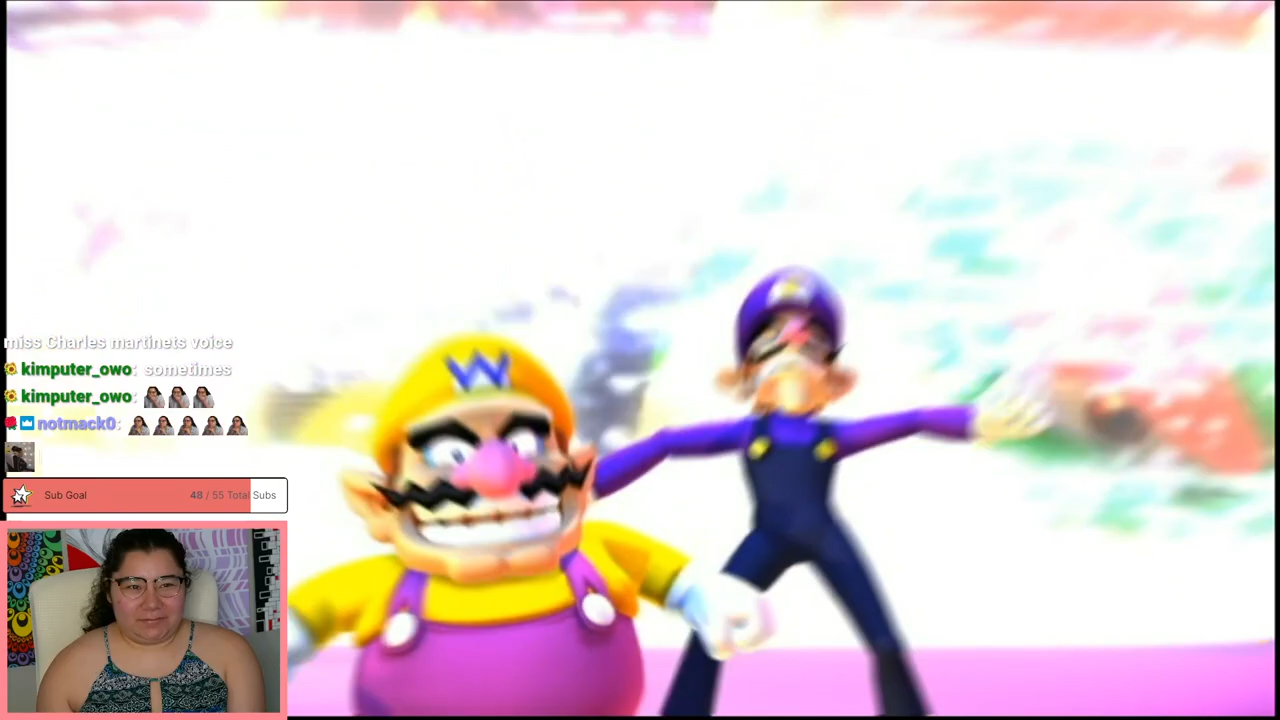 W
miss Charles martinets voice
kimputer_owo: sometimes
kimputer_owo:
notmack0:
Sub Goal 48 / 55 Total Subs